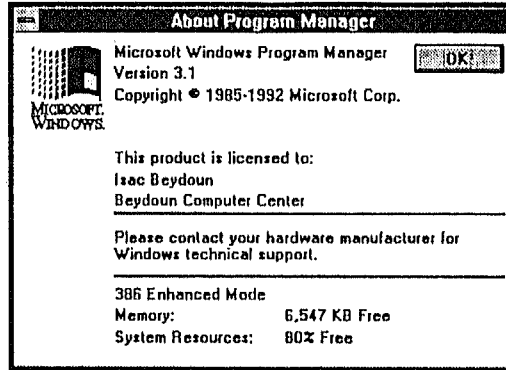 About Program Manager
Microsoft Windows Program Manager
OK
Version 3.1
Copyright © 1985-1992 Microsoft Corp.
MICROSOFT.
WINDOWS.
This product is licensed to:
Isac Beydoun
Beydoun Computer Center
Please contact your hardware manufacturer for
Windows technical support.
386 Enhanced Mode
Memory: 6,547 KB Free
System Resources: 80% Free